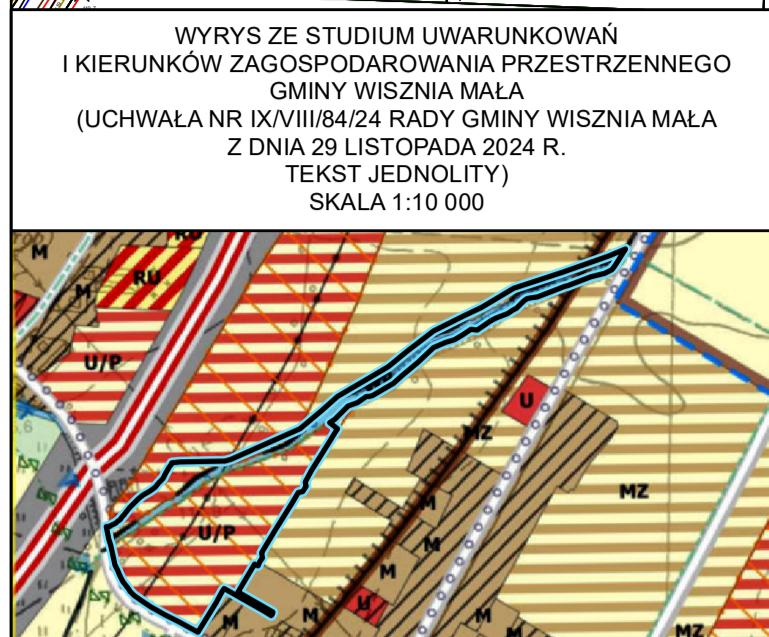 WYRYS ZE STUDIUM UWARUNKOWAŃ
I KIERUNKÓW ZAGOSPODAROWANIA PRZESTRZENNEGO
GMINY WISZNIA MAŁA
(UCHWAŁA NR IX/VIII/84/24 RADY GMINY WISZNIA MAŁA
Z DNIA 29 LISTOPADA 2024 R.
TEKST JEDNOLITY)
SKALA 1:10 000
RU
M
RU
M
U/P
U
MZ
MZ
M
U/P
M
M
U
M
M
M
M
MZ